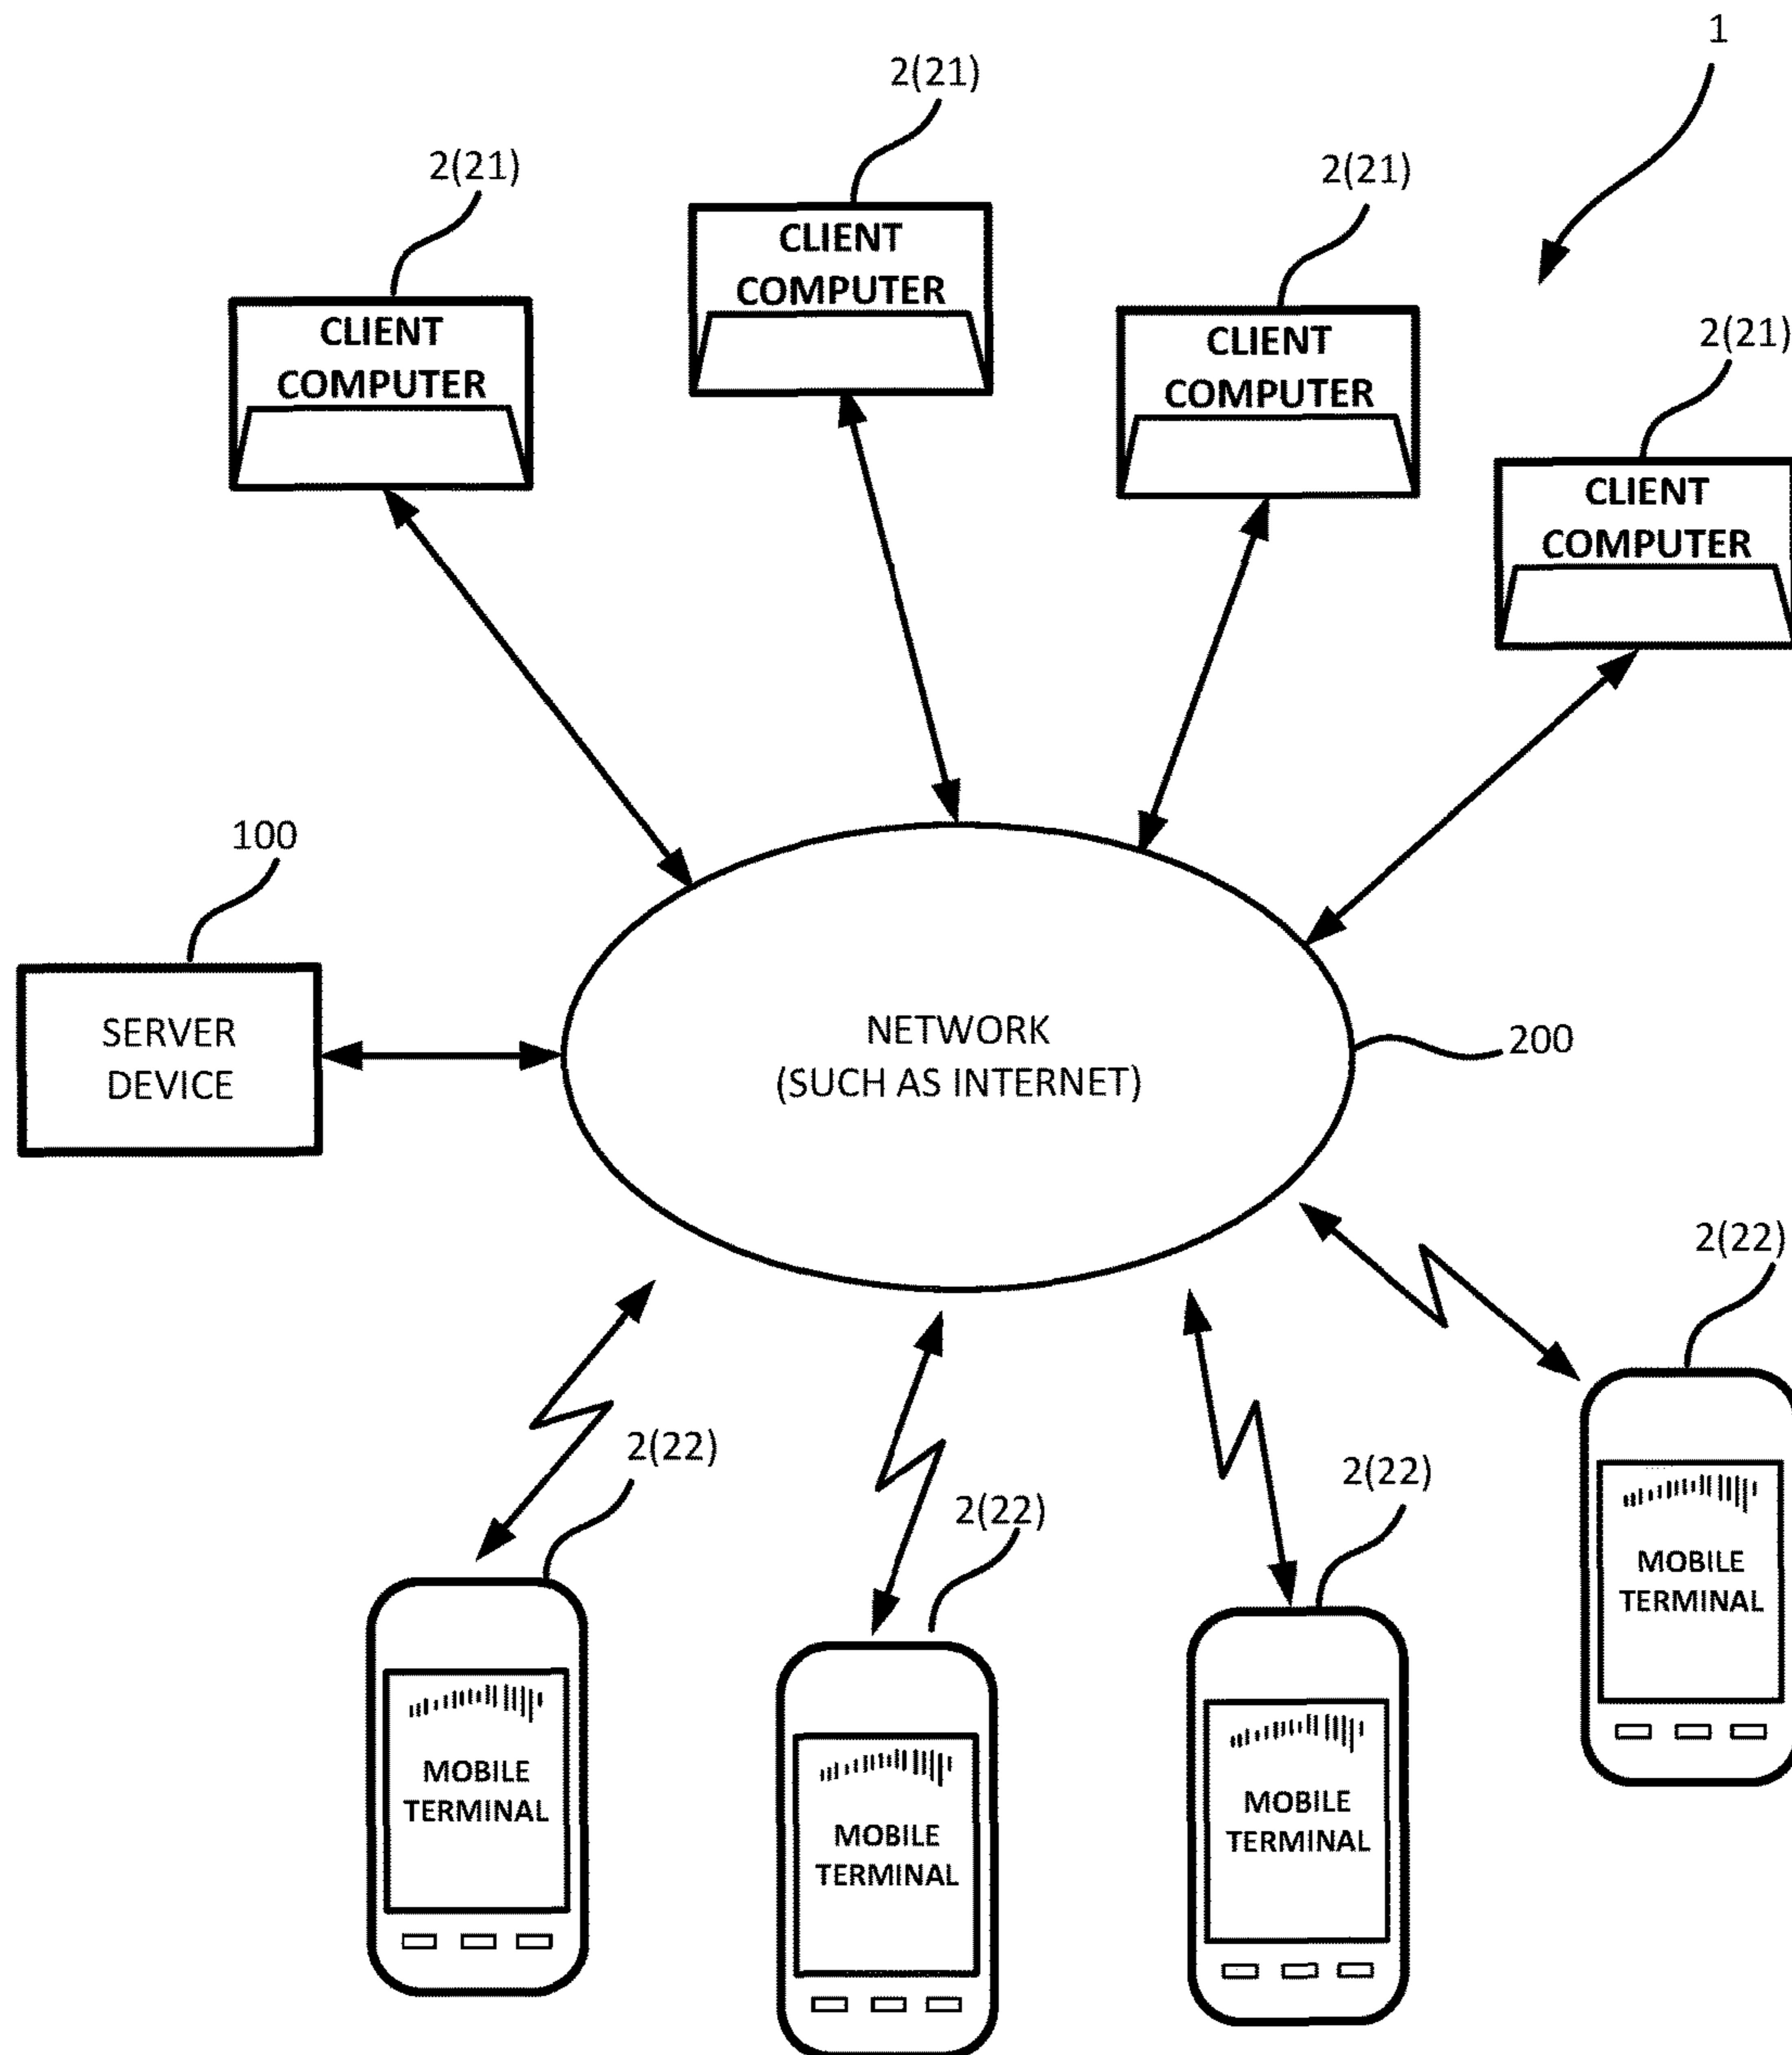 1
2(21)
2(21)
2(21)
CLIENT
COMPUTER
CLIENT
COMPUTER
CLIENT
COMPUTER
2(21)
CLIENT
COMPUTER
100
SERVER
DEVICE
NETWORK
(SUCH AS INTERNET)
200
2(22)
2(22)
2(22)
2(22)
MOBILE
TERMINAL
MOBILE
TERMINAL
MOBILE
TERMINAL
MOBILE
TERMINAL